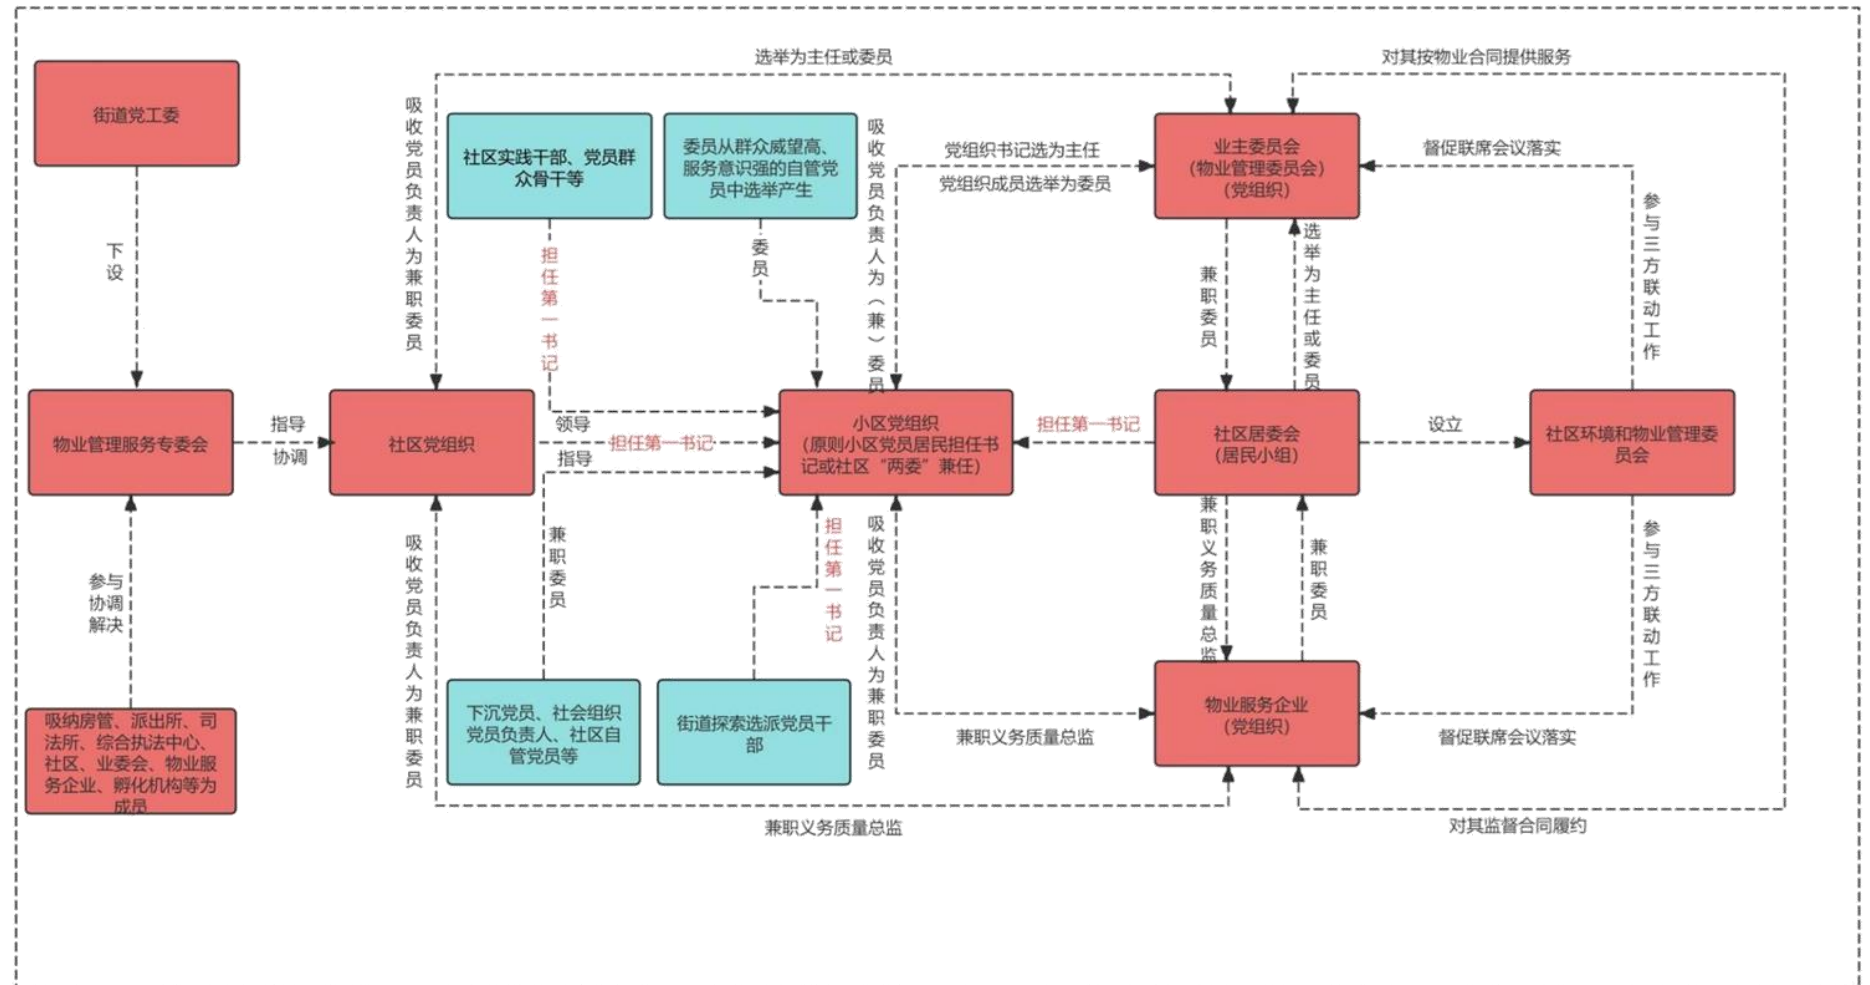 选举为主任或委员
对其按物业合同提供服务
街道党工委
吸收党员负责人为兼职委员
社区实践干部、党员群
众骨干等
委员从群众威望高、
服务意识强的自管党
员中选举产生
吸收党员负责人为（兼）委员
党组织书记选为主任
党组织成员选举为委员
业主委员会
（物业管理委员会）
（党组织）
督促联席会议落实
下设
担任第一书记
委员
兼职委员
选举为主任或委员
参与三方联动工作
物业管理服务专委会
指导
协调
社区党组织
领导
担任第一书记
指导
小区党组织
（原则小区党员居民担任书
记或社区“两委”兼任）
担任第一书记
社区居委会
（居民小组）
设立
社区环境和物业管理委
员会
参与
协调
解决
吸收党员负责人为兼职委员
兼职委员
担任第一书记
吸收党员负责人为兼职委员
兼职义务质量总监
兼职委员
参与三方联动工作
吸纳房管、派出所、司
法所、综合执法中心、
社区、业委会、物业服
务企业、孵化机构等为
成员
下沉党员、社会组织
党员负责人、社区自
管党员等
街道探索选派党员干
部
兼职义务质量总监
物业服务企业
（党组织）
督促联席会议落实
兼职义务质量总监
对其监督合同履约